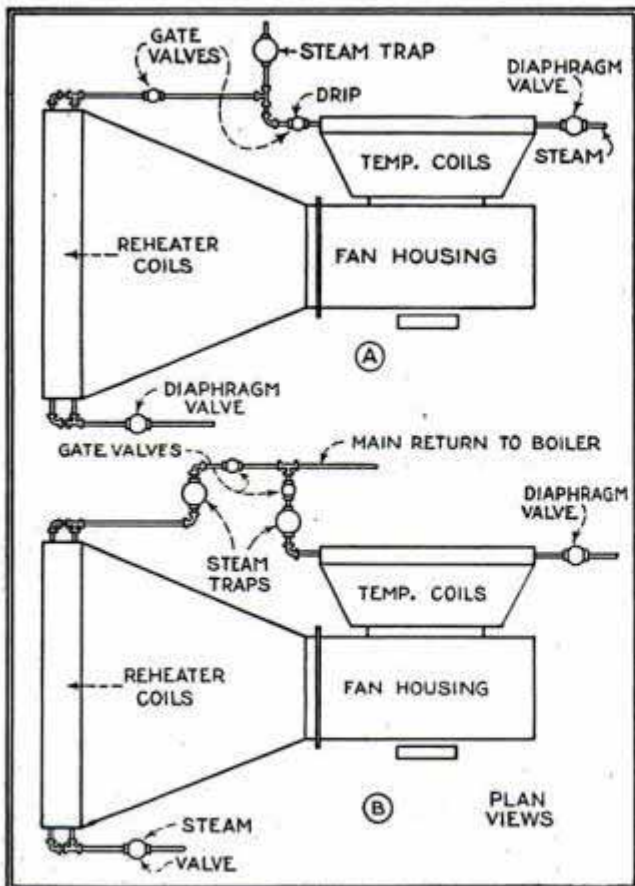 GATE
VALVES
STEAM TRAP
DRIP
DIAPHRAGM
VALVE
STEAM
TEMP. COILS
REHEATER
COILS
FAN HOUSING
A
DIAPHRAGM
VALVE
GATE VALVES
MAIN RETURN TO BOILER
DIAPHRAGM
VALVE
STEAM
TRAPS
TEMP. COILS
REHEATER
COILS
FAN HOUSING
B
PLAN
VIEWS
STEAM
VALVE